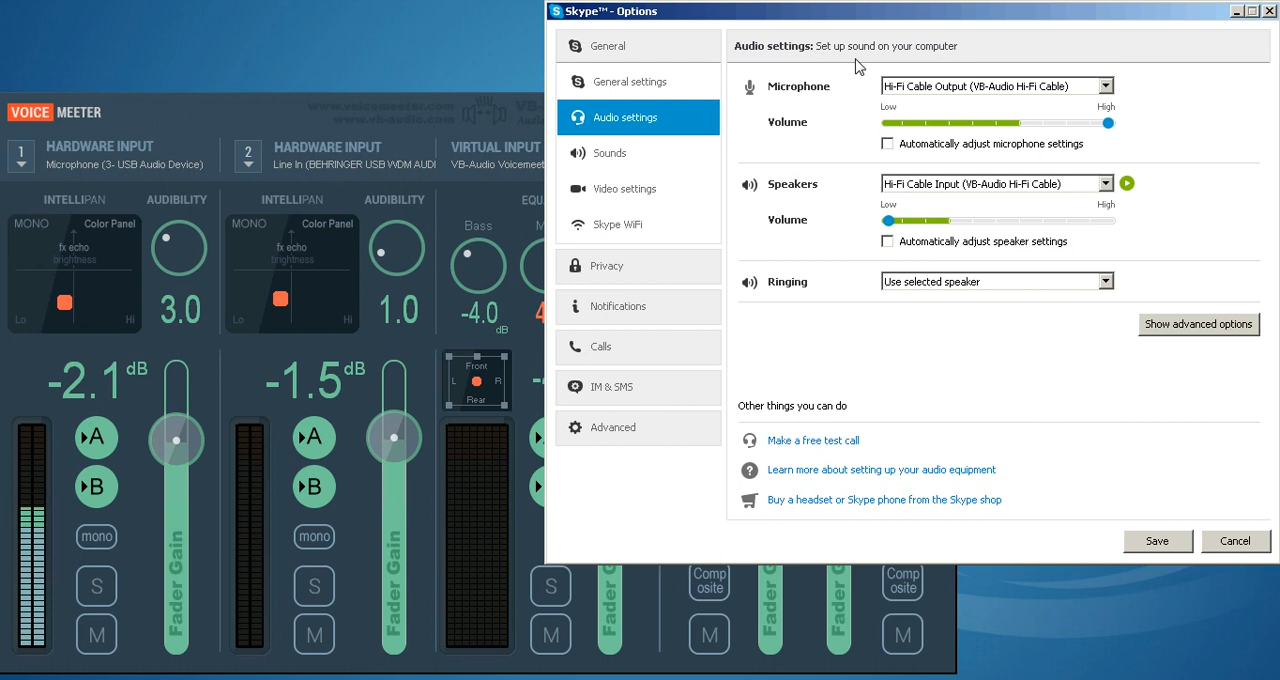 Skype™ - Options
General
General settings
Audio settings
Sounds
Video settings
Skype WiFi
Privacy
Notifications
Calls
IM & SMS
Advanced
Audio settings: Set up sound on your computer
Microphone
Hi-Fi Cable Output (VB-Audio Hi-Fi Cable)
Low High
Volume
Automatically adjust microphone settings
Speakers
Hi-Fi Cable Input (VB-Audio Hi-Fi Cable)
Low High
Volume
Automatically adjust speaker settings
Ringing
Use selected speaker
Show advanced options
Other things you can do
Make a free test call
Learn more about setting up your audio equipment
Buy a headset or Skype phone from the Skype shop
Save Cancel
VOICE MEETER
www.voicemeeter.com
www.vb-audio.com
1
HARDWARE INPUT
Microphone (3- USB Audio Device)
2
HARDWARE INPUT
Line In (BEHRINGER USB WDM AUDI
VIRTUAL INPUT
VB-Audio Voicemeet
INTELLIPAN AUDIBILITY
MONO Color Panel
fx echo
brightness
Lo Hi
3.0
INTELLIPAN AUDIBILITY
MONO Color Panel
fx echo
brightness
Lo Hi
1.0
EQU
Bass
-4.0
dB
-2.1 dB
A
B
mono
S
M
Fader Gain
-1.5 dB
A
B
mono
S
M
Fader Gain
Front
L R
Rear
S
M
Comp
osite
M
Comp
osite
M